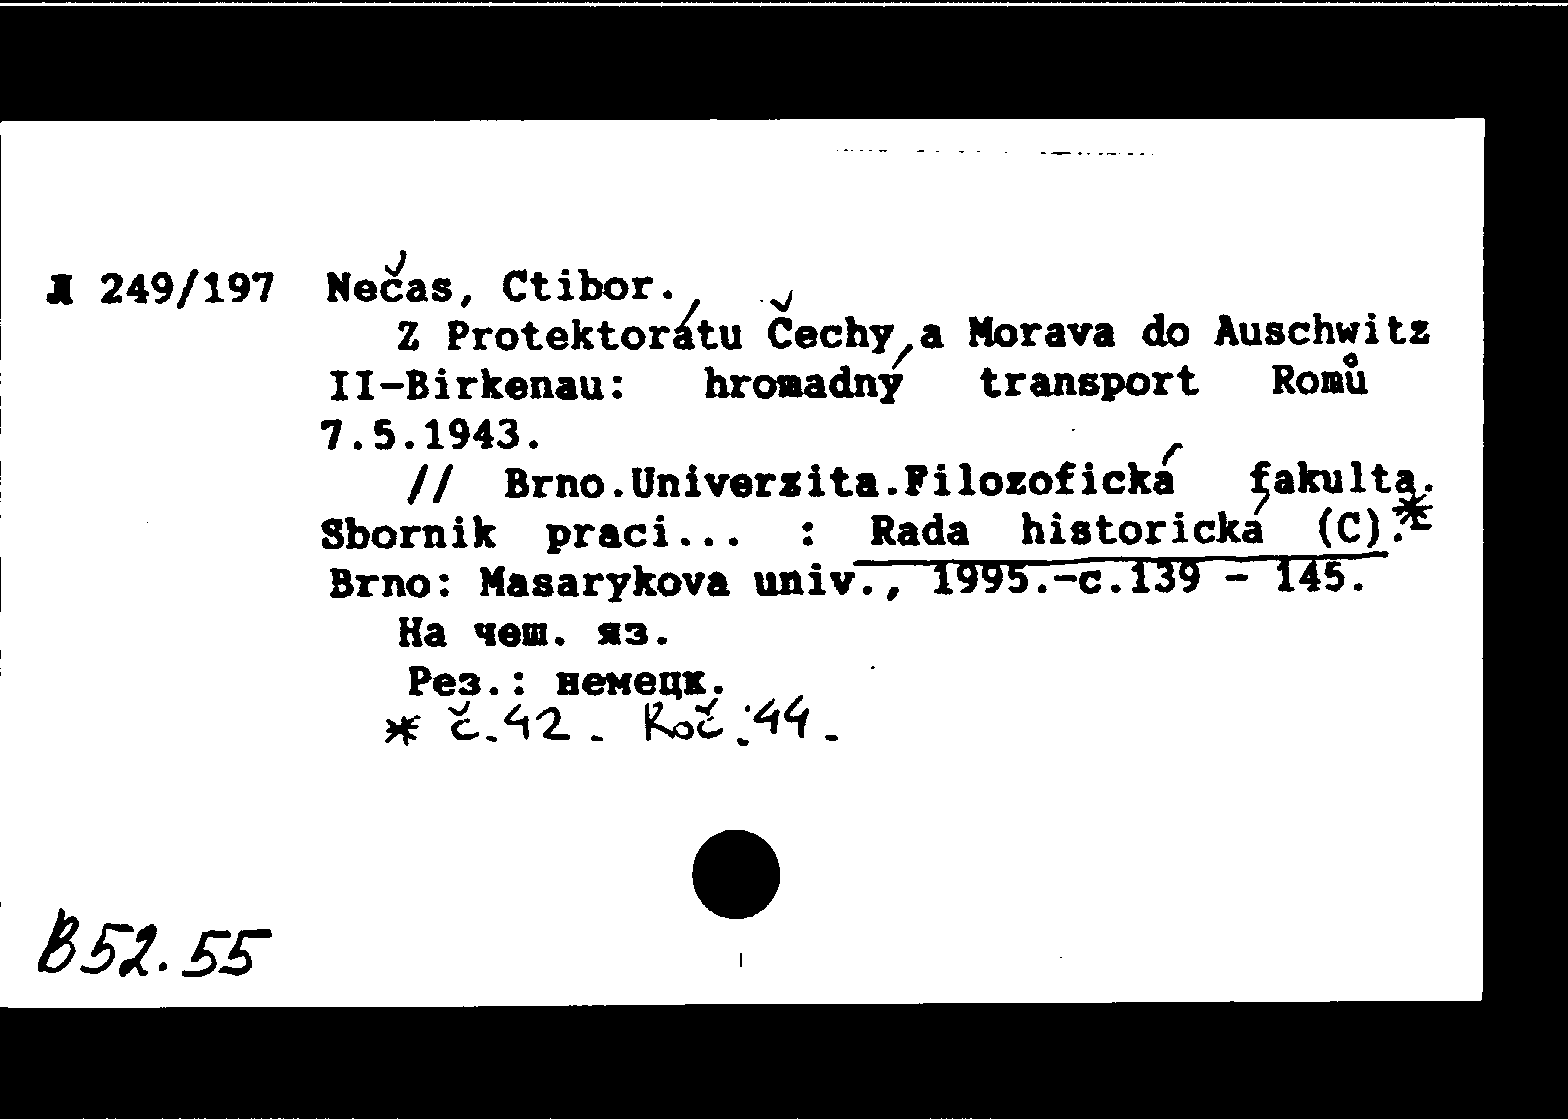 Л 249/197 Nečas, Ctibor.
Z Protektorátu Čechy a Morava do Auschwitz
II-Birkenau: hromadný transport Romů
7.5.1943.
// Brno.Univerzita.Filozofická fakulta.
Sbornik praci... : Rada historická (C).*
Brno: Masarykova univ., 1995.-с.139 - 145.
На чеш. яз.
Рез.: немецк.
* č.42. Roč.44.
B52.55